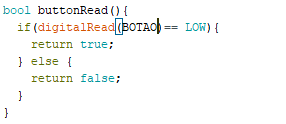 bool buttonRead(){
if(digitalRead(BOTAO)== LOW){
return true;
} else {
return false;
}
}